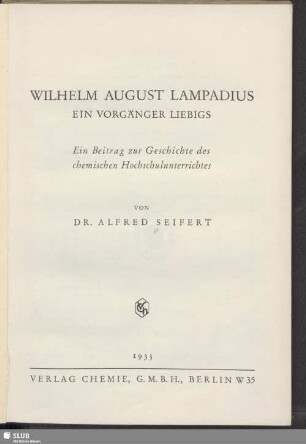 WILHELM AUGUST LAMPADIUS
EIN VORGÄNGER LIEBIGS
Ein Beitrag zur Geschichte des
chemischen Hochschulunterrichtes
VON
DR. ALFRED SEIFERT
1933
VERLAG CHEMIE, G. M. B. H., BERLIN W 35
SLUB